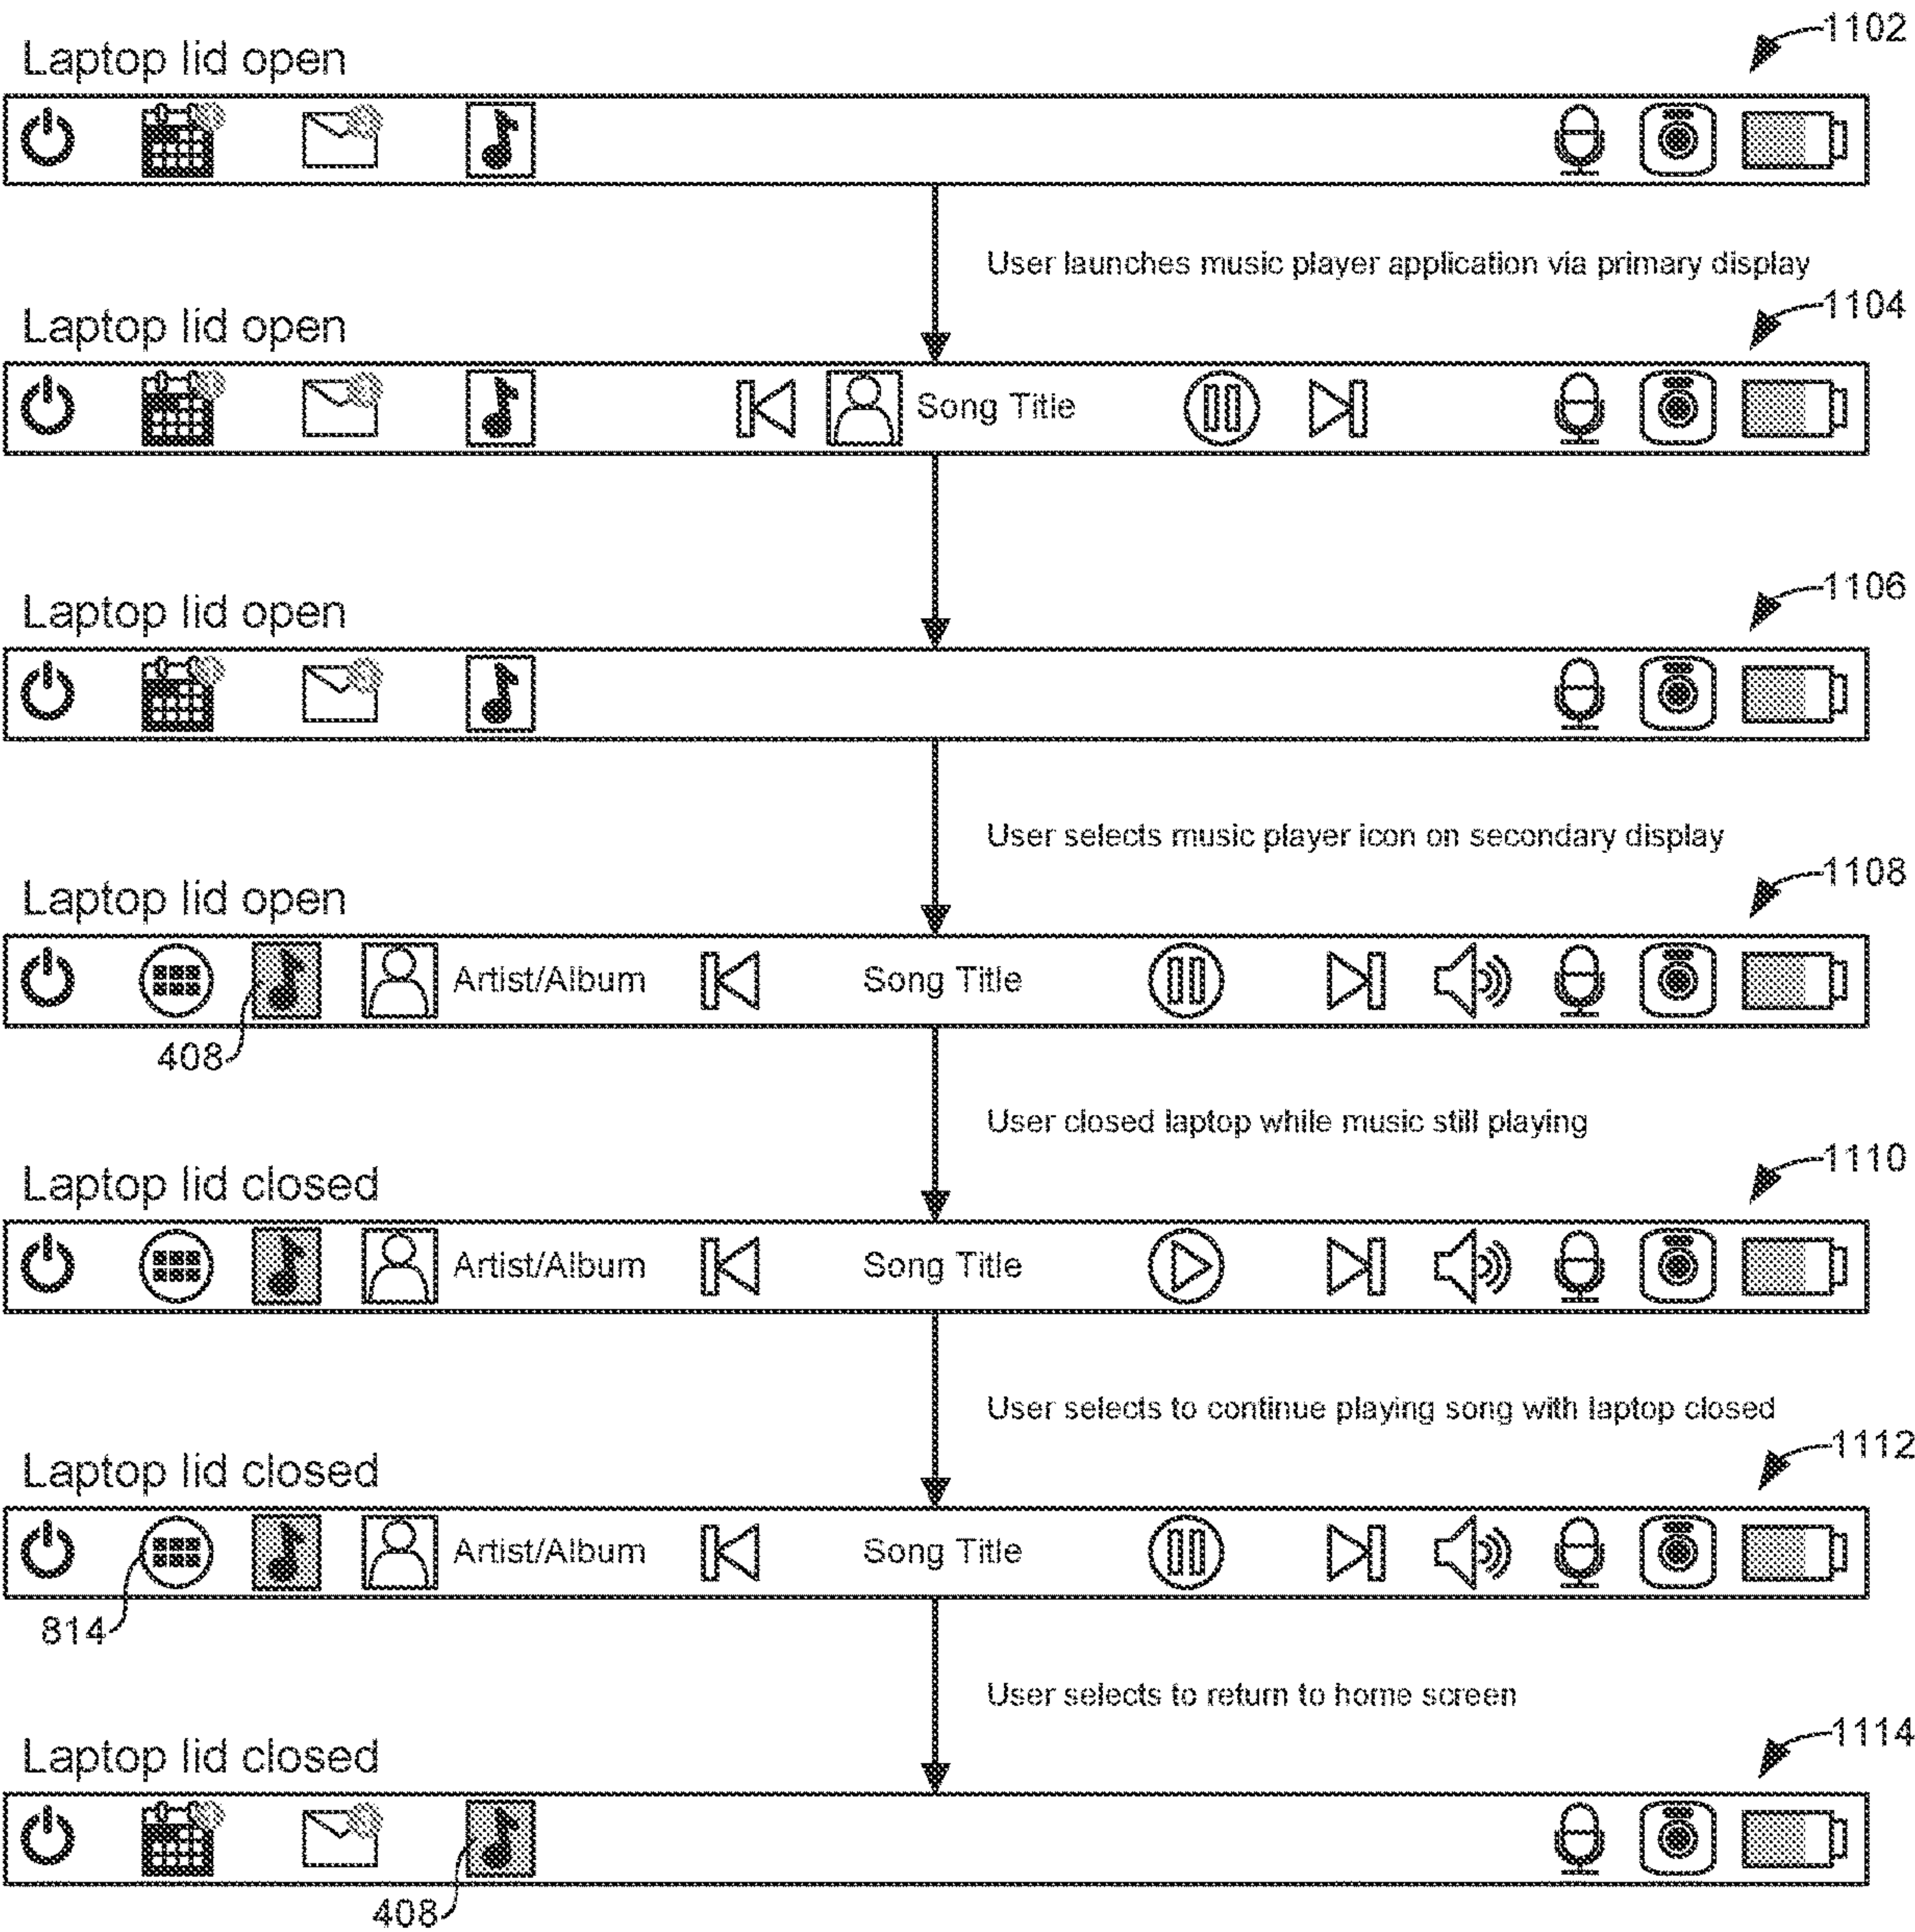 1102
Laptop lid open
User launches music player application via primary display
1104
Laptop lid open
Song Title
1106
Laptop lid open
User selects music player icon on secondary display
1108
Laptop lid open
Artist/Album Song Title
408
User closed laptop while music still playing
1110
Laptop lid closed
Artist/Album Song Title
User selects to continue playing song with laptop closed
1112
Laptop lid closed
Artist/Album Song Title
814
User selects to return to home screen
1114
Laptop lid closed
408